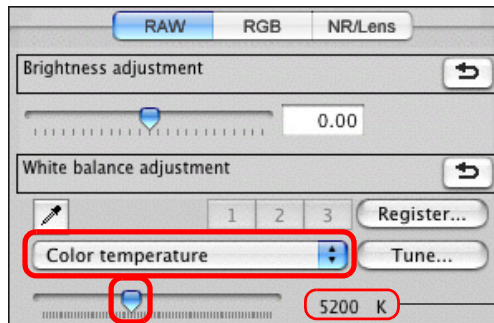 RAW RGB NR/Lens
Brightness adjustment
0.00
White balance adjustment
1 2 3 Register...
Color temperature Tune...
5200 K